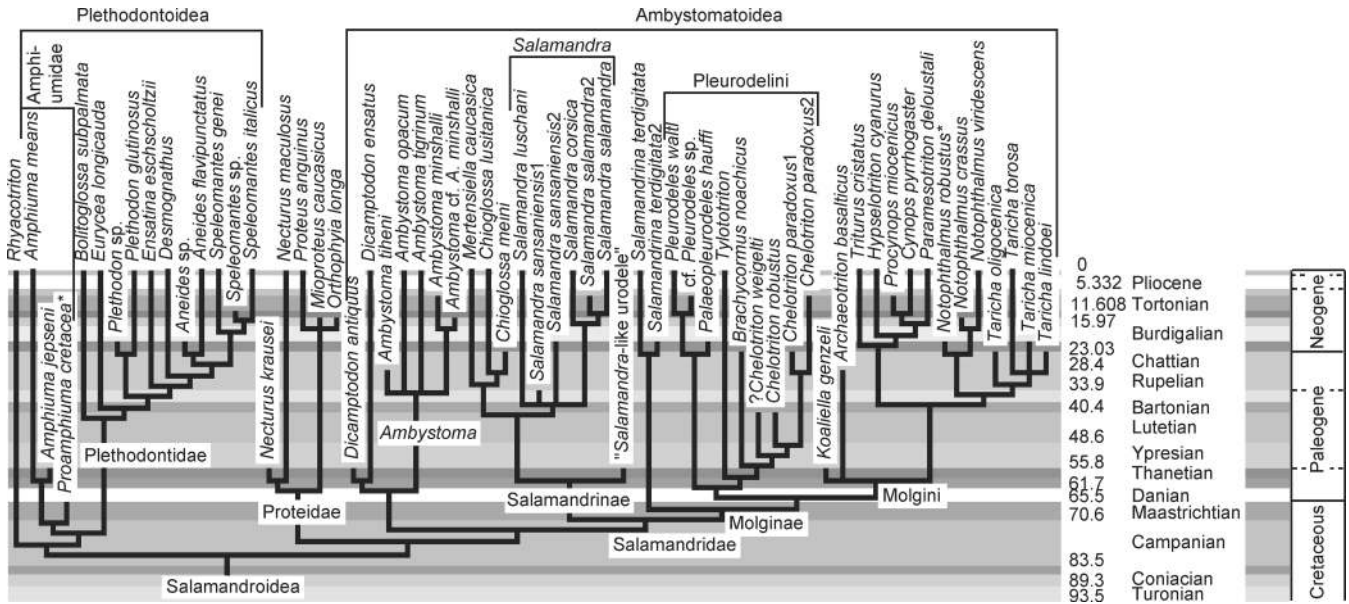 Plethodontoidea
Ambystomatoidea
Amphi-
umidae
Salamandra
Pleurodelini
Rhyacotriton
Amphiuma means
Amphiuma jepseni
Proamphiuma cretacea*
Bolitoglossa subpalmata
Eurycea longicauda
Plethodon sp.
Plethodon glutinosus
Ensatina eschscholtzii
Desmognathus
Aneides sp.
Aneides flavipunctatus
Speleomantes genei
Speleomantes sp.
Speleomantes italicus
Necturus krausei
Necturus maculosus
Proteus anguinus
Mioproteus caucasicus
Orthophyia longa
Dicamptodon antiquus
Dicamptodon ensatus
Ambystoma tiheni
Ambystoma opacum
Ambystoma tigrinum
Ambystoma minshalli
Ambystoma cf. A. minshalli
Mertensiella caucasica
Chioglossa lusitanica
Chioglossa meini
Salamandra luschani
Salamandra sansaniensis1
Salamandra sansaniensis2
Salamandra corsica
Salamandra salamandra2
Salamandra salamandra
"Salamandra-like urodele"
Salamandrina terdigitata
Salamandrina terdigitata2
Pleurodeles waltl
cf. Pleurodeles sp.
Palaeopleurodeles hauffi
Tylototriton
Brachycormus noachicus
?Chelotriton weigelti
Chelotriton robustus
Chelotriton paradoxus1
Chelotriton paradoxus2
Koaliella genzeli
Archaeotriton basalticus
Triturus cristatus
Hypselotriton cyanurus
Procynops miocenicus
Cynops pyrrhogaster
Paramesotriton deloustali
Notophthalmus robustus*
Notophthalmus crassus
Notophthalmus viridescens
Taricha oligocenica
Taricha torosa
Taricha miocenica
Taricha lindoei
Plethodontidae
Ambystoma
Proteidae
Salamandrinae
Molgini
Molginae
Salamandridae
Salamandroidea
0
5.332 Pliocene
11.608 Tortonian
15.97
Burdigalian
23.03
Chattian
28.4
Rupelian
33.9
40.4 Bartonian
Lutetian
48.6
Ypresian
55.8
Thanetian
61.7
65.5 Danian
70.6 Maastrichtian
Campanian
83.5
89.3 Coniacian
93.5 Turonian
Neogene
Paleogene
Cretaceous